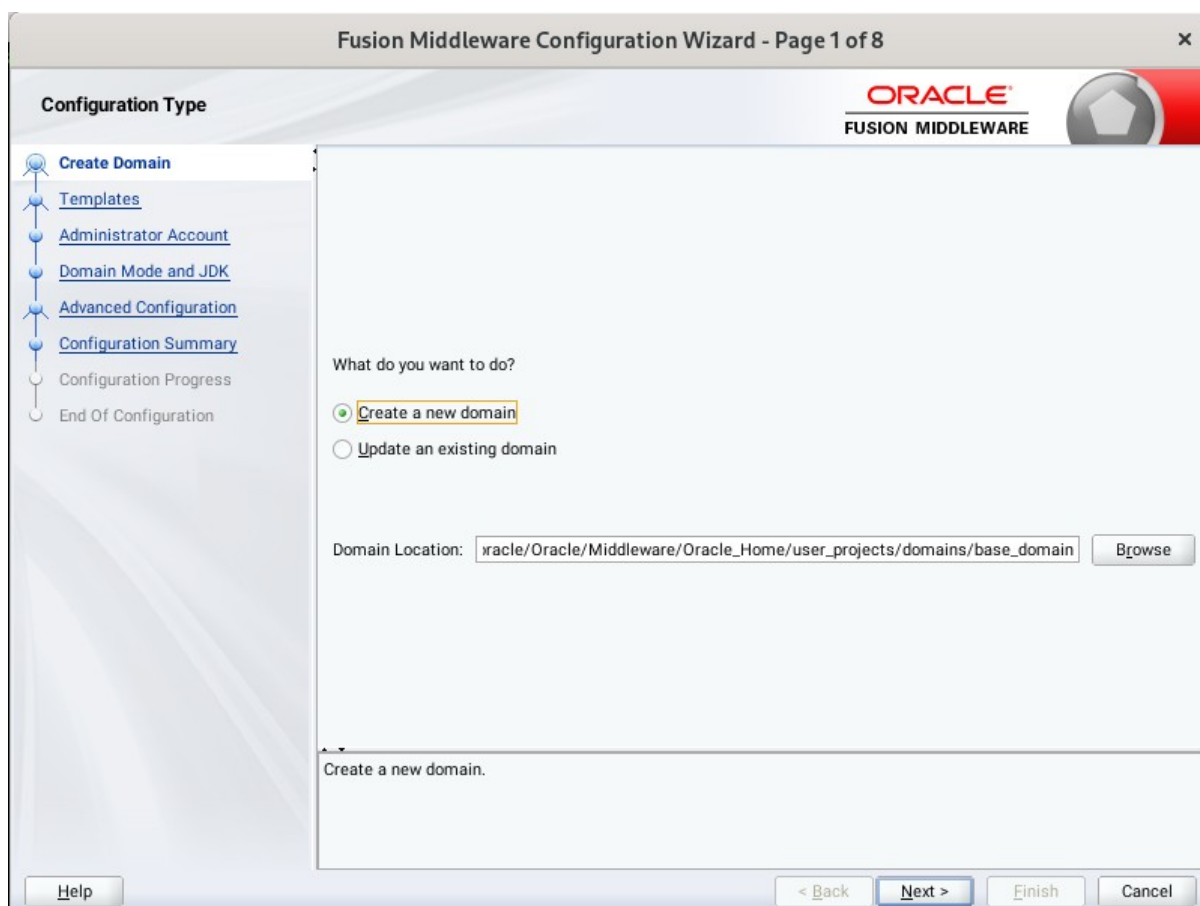 Fusion Middleware Configuration Wizard - Page 1 of 8
Configuration Type
ORACLE
FUSION MIDDLEWARE
Create Domain
Templates
Administrator Account
Domain Mode and JDK
Advanced Configuration
Configuration Summary
Configuration Progress
End Of Configuration
What do you want to do?
Create a new domain
Update an existing domain
Domain Location: racle/Oracle/Middleware/Oracle_Home/user_projects/domains/base_domain Browse
Create a new domain.
Help < Back Next > Finish Cancel